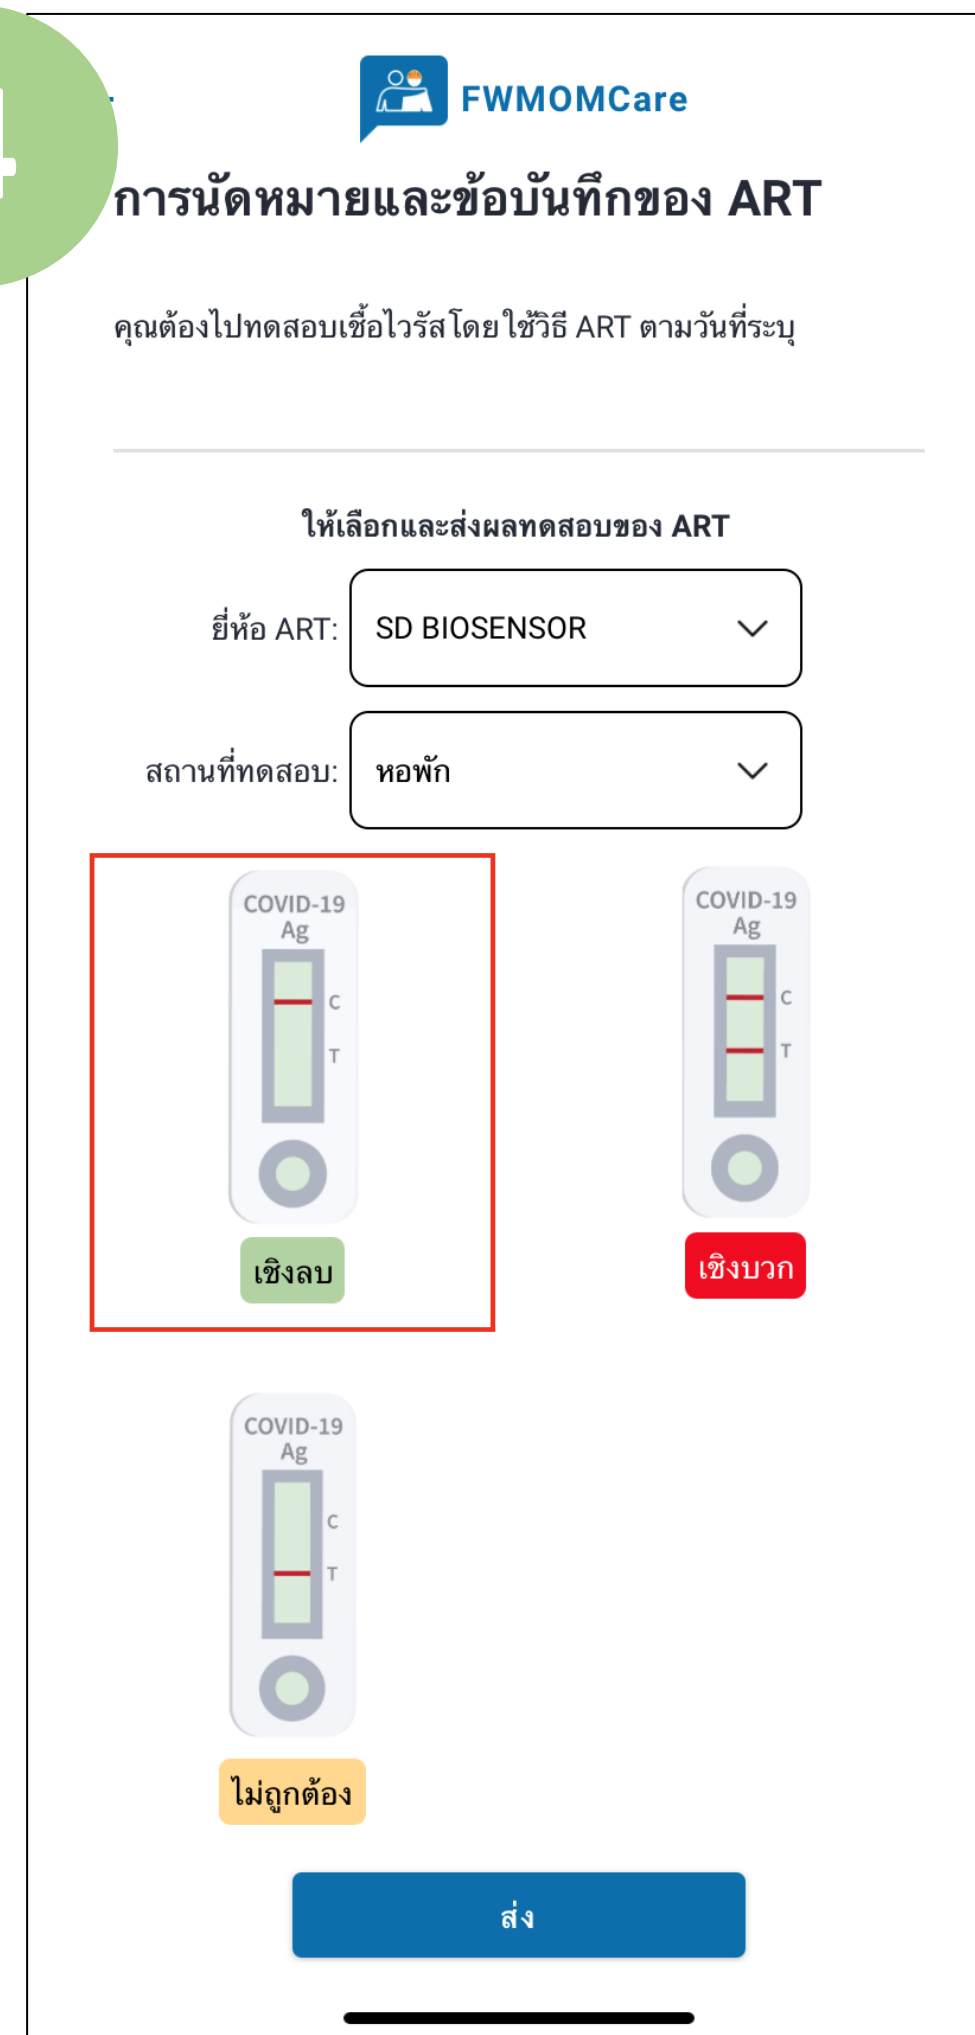 4
FWMOMCare
การนัดหมายและข้อบันทึกของ ART
คุณต้องไปทดสอบเชื้อไวรัสโดยใช้วิธี ART ตามวันที่ระบุ
ให้เลือกและส่งผลทดสอบของ ART
ยี่ห้อ ART: SD BIOSENSOR
สถานที่ทดสอบ: หอพัก
COVID-19
Ag
C
T
เชิงลบ
COVID-19
Ag
C
T
เชิงบวก
COVID-19
Ag
C
T
ไม่ถูกต้อง
ส่ง